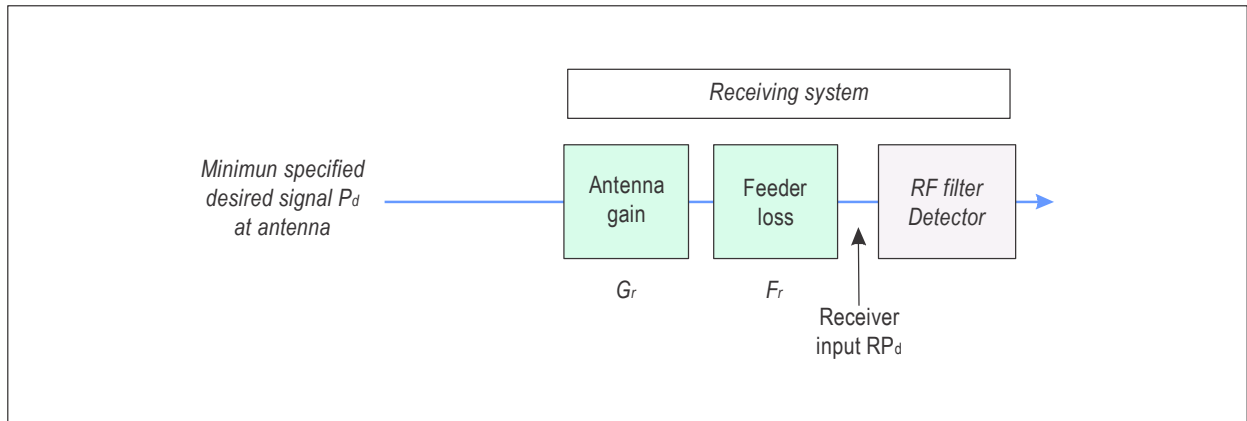 Receiving system
Minimun specified
desired signal Pd
at antenna
Antenna
gain
Feeder
loss
RF filter
Detector
Gr
Fr
Receiver
input RPd